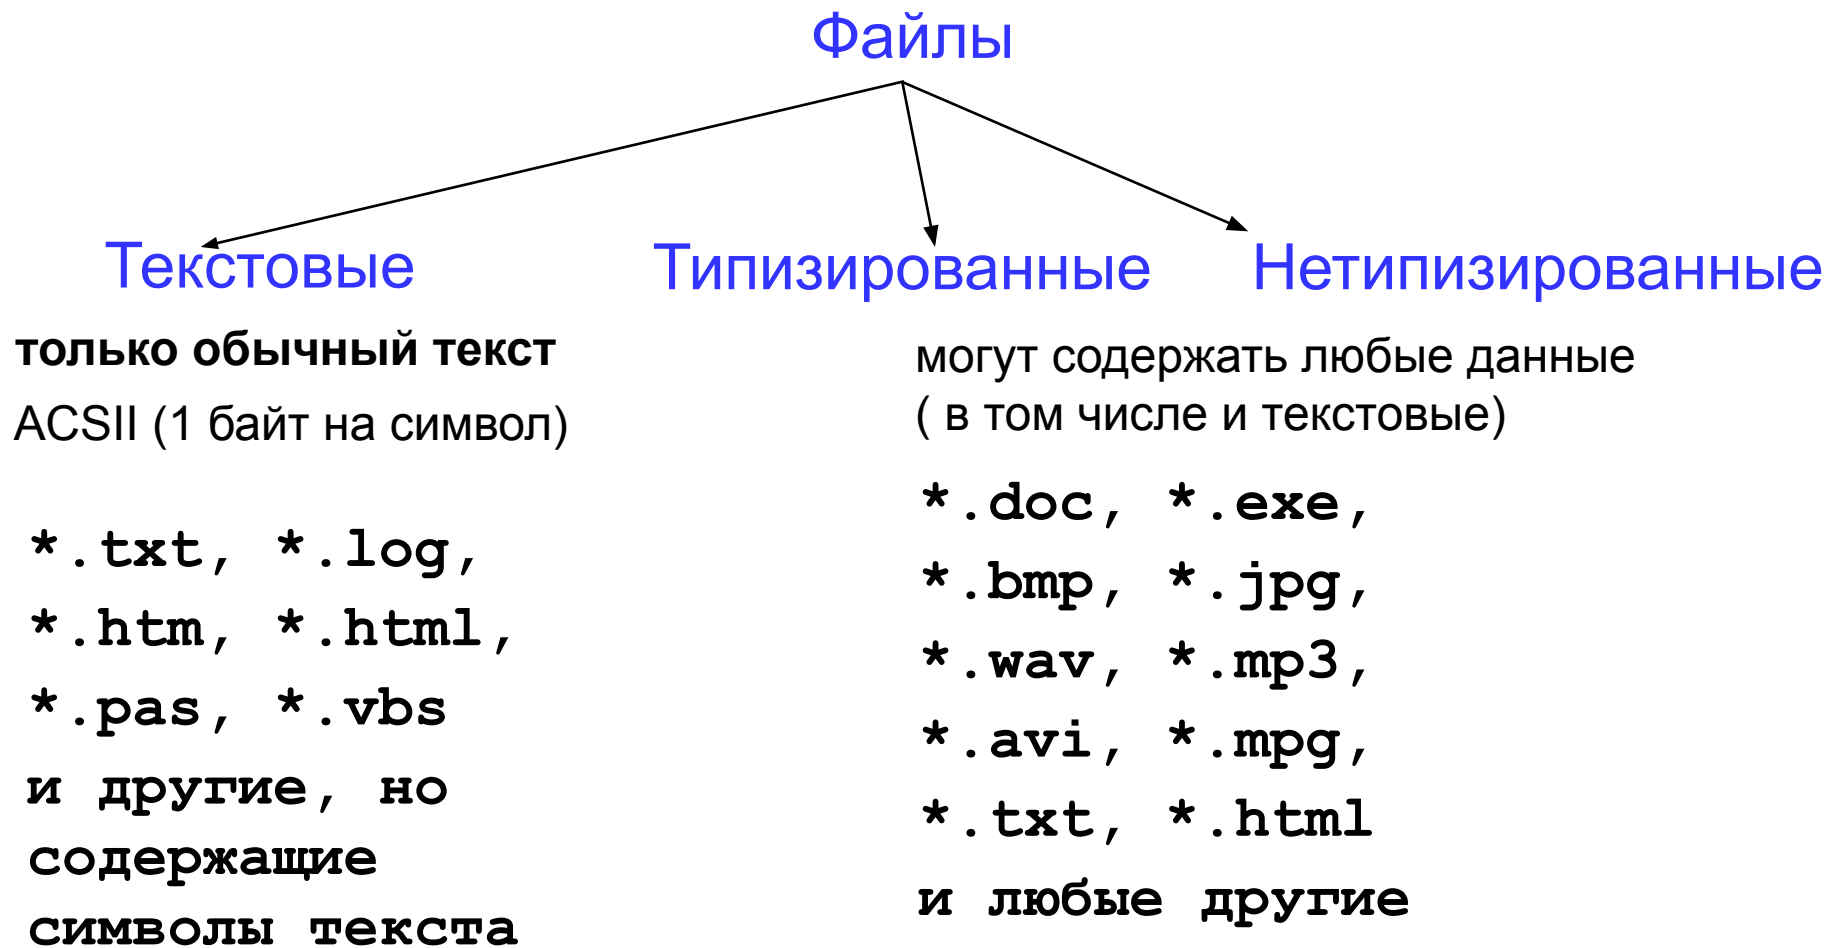 Файлы
Текстовые
Типизированные
Нетипизированные
только обычный текст
ACSII (1 байт на символ)
*.txt, *.log,
*.htm, *.html,
*.pas, *.vbs
и другие, но
содержащие
символы текста
могут содержать любые данные
( в том числе и текстовые)
*.doc, *.exe,
*.bmp, *.jpg,
*.wav, *.mp3,
*.avi, *.mpg,
*.txt, *.html
и любые другие